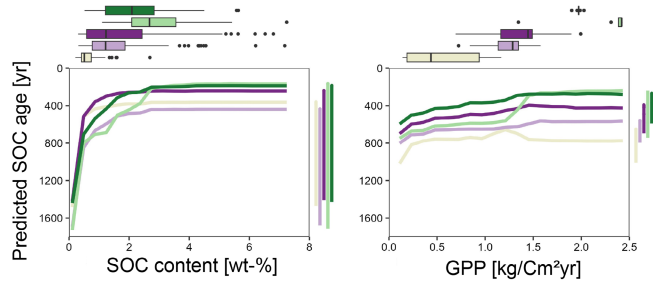 Predicted SOC age [yr]
0
400
800
1200
1600
0 2 4 6 8
SOC content [wt-%]
0
400
800
1200
1600
0.0 0.5 1.0 1.5 2.0 2.5
GPP [kg/Cm²yr]